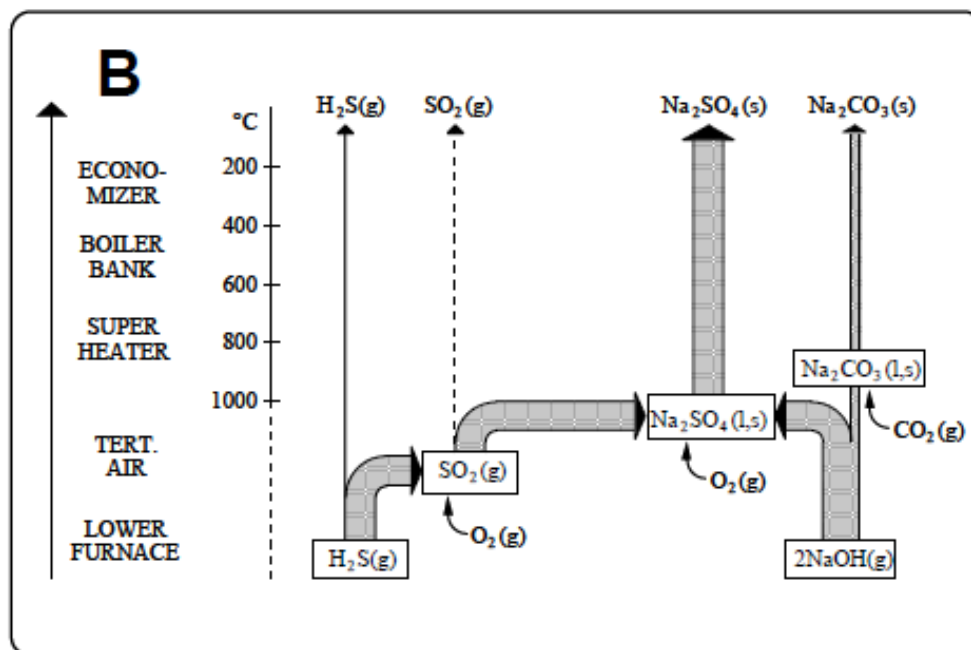 B
°C
H₂S(g)
SO₂(g)
Na₂SO₄(s)
Na₂CO₃(s)
ECONO-
MIZER
200
400
BOILER
BANK
600
SUPER
HEATER
800
Na₂CO₃(l,s)
1000
Na₂SO₄(l,s)
CO₂(g)
TERT.
AIR
SO₂(g)
O₂(g)
LOWER
FURNACE
O₂(g)
H₂S(g)
2NaOH(g)